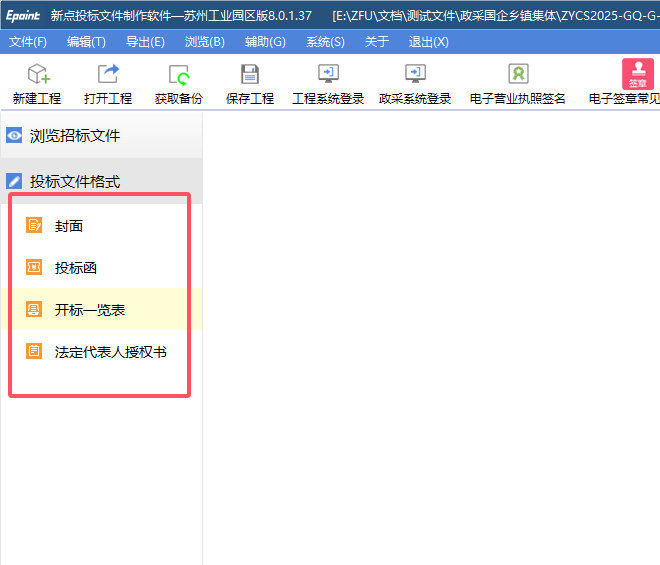 Epoint 新点投标文件制作软件—苏州工业园区版8.0.1.37 [E:\ZFU\文档\测试文件\政采国企乡镇集体\ZYCS2025-GQ-G-
文件(F) 编辑(T) 导出(E) 浏览(B) 辅助(G) 系统(S) 关于 退出(X)
签章
新建工程 打开工程 获取备份 保存工程 工程系统登录 政采系统登录 电子营业执照签名 电子签章常见
浏览招标文件
投标文件格式
封面
投标函
开标一览表
法定代表人授权书